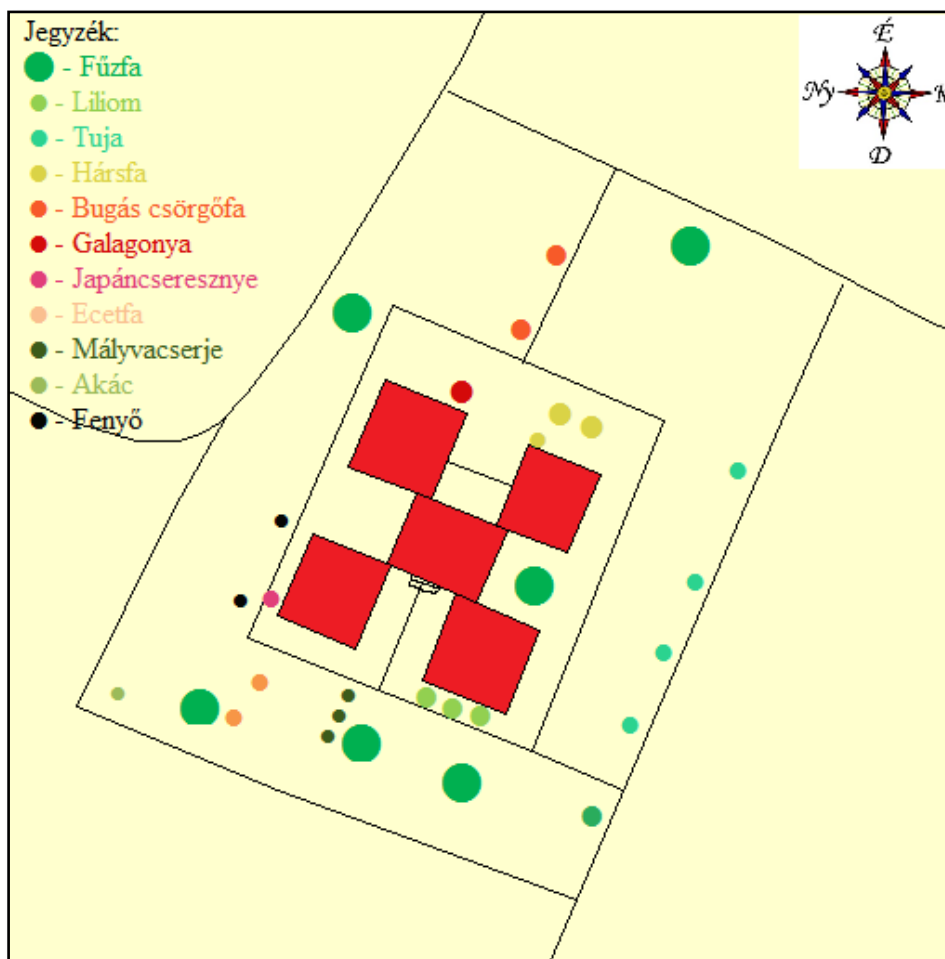 Jegyzék:
- Fűzfa
- Liliom
- Tuja
- Hársfa
- Bugás csörgőfa
- Galagonya
- Japáncseresznye
- Ecetfa
- Mályvacserje
- Akác
- Fenyő
É
Ny
D